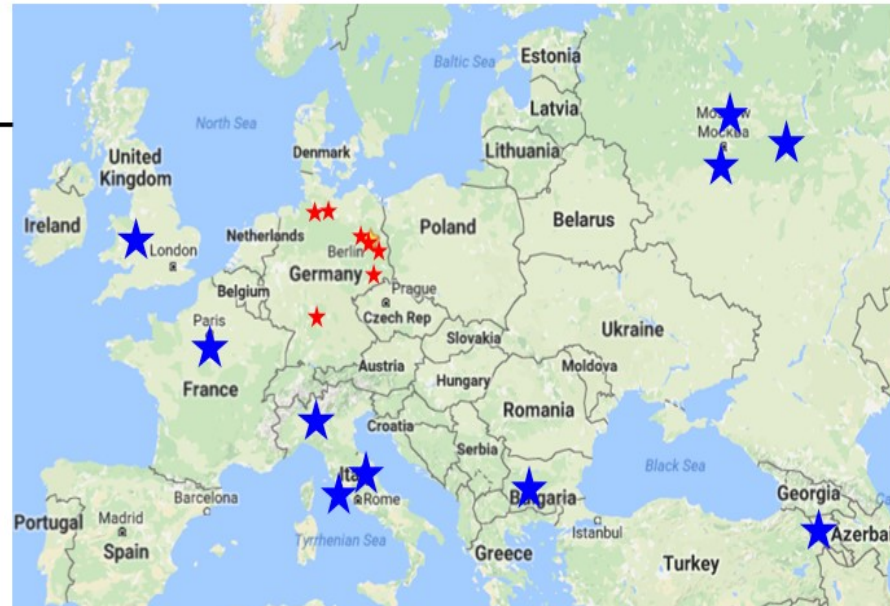 Estonia
Baltic Sea
Latvia
North Sea
Denmark
Lithuania
Москва
United
Kingdom
Ireland
Belarus
Poland
Netherlands
London
Berlin
Germany
Belgium
Prague
Czech Rep
Paris
Ukraine
Slovakia
Austria
Moldova
France
Hungary
Romania
Croatia
Serbia
Black Sea
Georgia
Barcelona
Rome
Bulgaria
Portugal
Madrid
Istanbul
Azerbai
Spain
Tyrrhenian Sea
Greece
Turkey